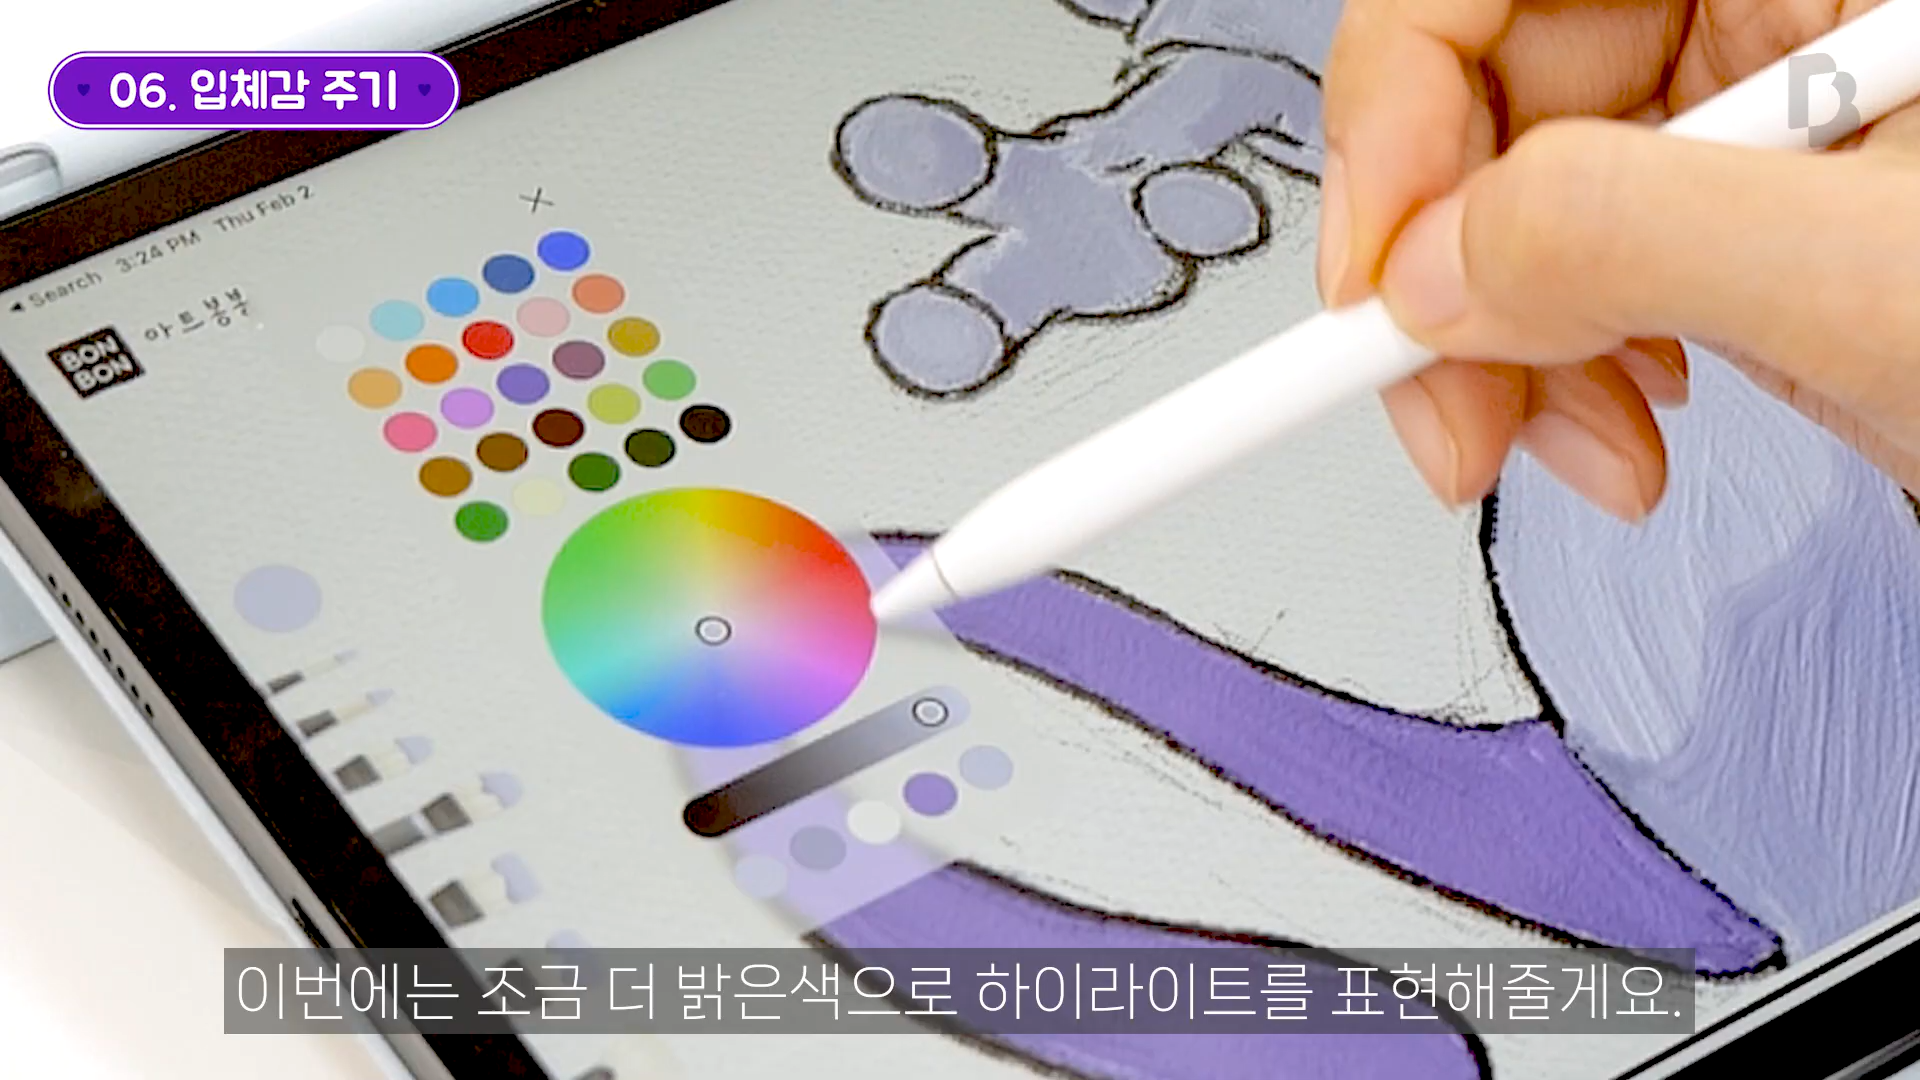 06. 입체감 주기
◀ Search 3:24 PM Thu Feb 2
BON
BON
아트봉봉
B
이번에는 조금 더 밝은색으로 하이라이트를 표현해줄게요.